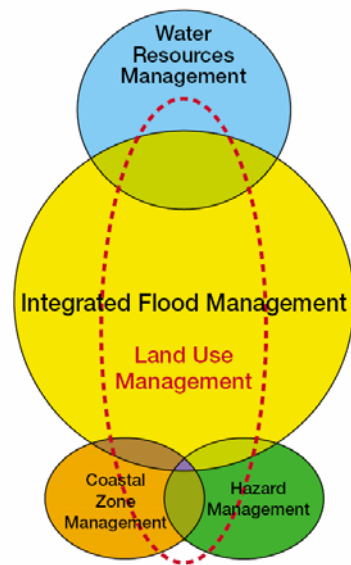 Water
Resources
Management
Integrated Flood Management
Land Use
Management
Coastal
Zone
Management
Hazard
Management